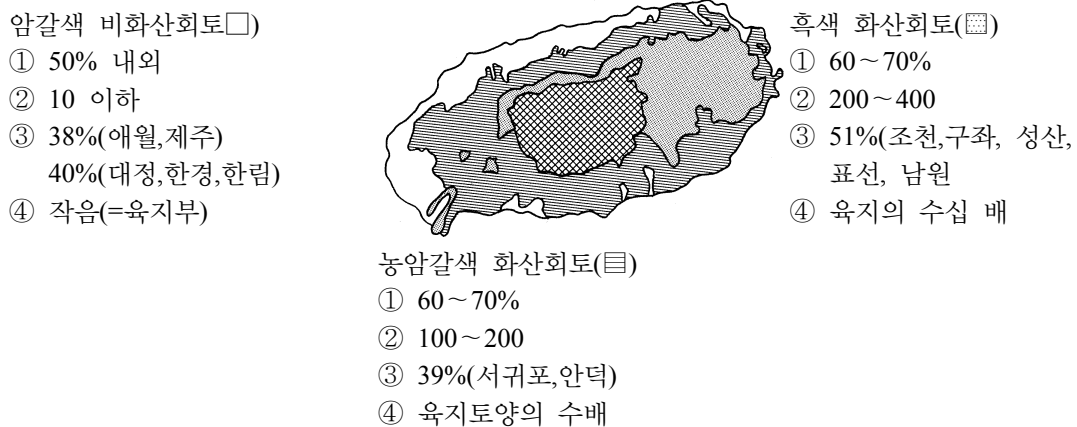 암갈색 비화산회토□)
① 50% 내외
② 10 이하
③ 38%(애월,제주)
40%(대정,한경,한림)
④ 작음(=육지부)
흑색 화산회토(▒)
① 60～70%
② 200～400
③ 51%(조천,구좌, 성산,
표선, 남원
④ 육지의 수십 배
농암갈색 화산회토(▤)
① 60～70%
② 100～200
③ 39%(서귀포,안덕)
④ 육지토양의 수배